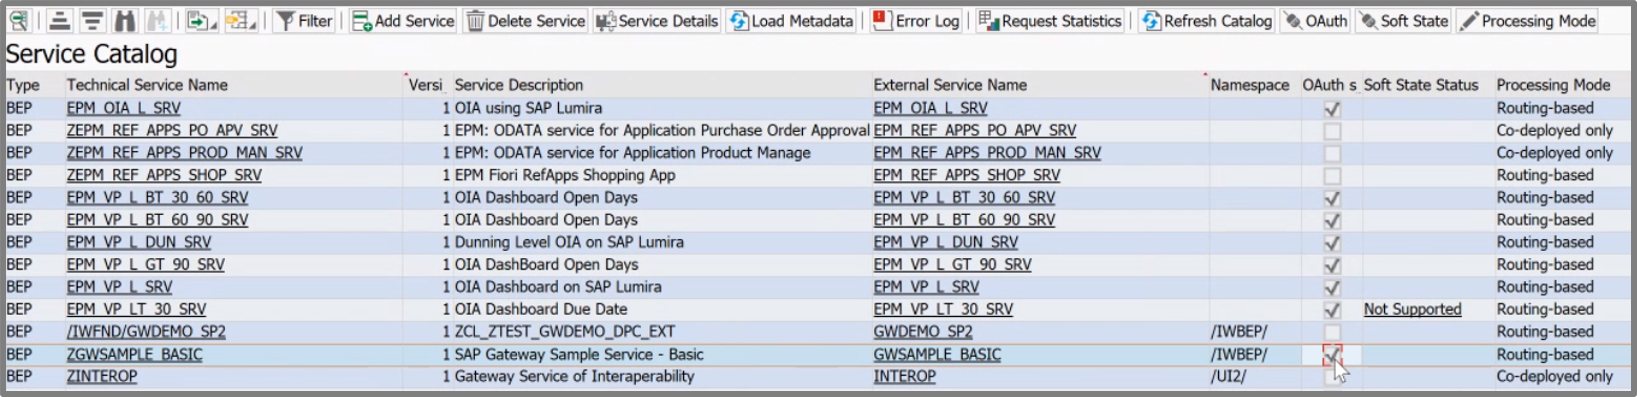 Filter Add Service Delete Service Service Details Load Metadata Error Log Request Statistics Refresh Catalog OAuth Soft State Processing Mode
Service Catalog
Type Technical Service Name Versi Service Description External Service Name Namespace OAuth s Soft State Status Processing Mode
BEP EPM_OIA_L_SRV 1 OIA using SAP Lumira EPM_OIA_L_SRV Routing-based
BEP ZEPM_REF_APPS_PO_APV_SRV 1 EPM: ODATA service for Application Purchase Order Approval EPM_REF_APPS_PO_APV_SRV Co-deployed only
BEP ZEPM_REF_APPS_PROD_MAN_SRV 1 EPM: ODATA service for Application Product Manage EPM_REF_APPS_PROD_MAN_SRV Co-deployed only
BEP ZEPM_REF_APPS_SHOP_SRV 1 EPM Fiori RefApps Shopping App EPM_REF_APPS_SHOP_SRV Routing-based
BEP EPM_VP_L_BT_30_60_SRV 1 OIA Dashboard Open Days EPM_VP_L_BT_30_60_SRV Routing-based
BEP EPM_VP_L_BT_60_90_SRV 1 OIA Dashboard Open Days EPM_VP_L_BT_60_90_SRV Routing-based
BEP EPM_VP_L_DUN_SRV 1 Dunning Level OIA on SAP Lumira EPM_VP_L_DUN_SRV Routing-based
BEP EPM_VP_L_GT_90_SRV 1 OIA DashBoard Open Days EPM_VP_L_GT_90_SRV Routing-based
BEP EPM_VP_L_SRV 1 OIA Dashboard on SAP Lumira EPM_VP_L_SRV Routing-based
BEP EPM_VP_LT_30_SRV 1 OIA Dashboard Due Date EPM_VP_LT_30_SRV Not Supported Routing-based
BEP /IWFND/GWDEMO_SP2 1 ZCL_ZTEST_GWDEMO_DPC_EXT GWDEMO_SP2 /IWBEP/ Routing-based
BEP ZGWSAMPLE_BASIC 1 SAP Gateway Sample Service - Basic GWSAMPLE_BASIC /IWBEP/ Routing-based
BEP ZINTEROP 1 Gateway Service of Interaperability INTEROP /UI2/ Co-deployed only